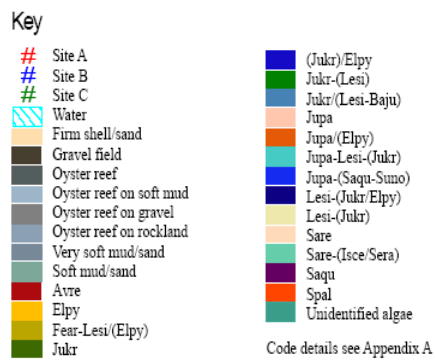 Key
# Site A
# Site B
# Site C
Water
Firm shell/sand
Gravel field
Oyster reef
Oyster reef on soft mud
Oyster reef on gravel
Oyster reef on rockland
Very soft mud/sand
Soft mud/sand
Avre
Elpy
Fear-Lesi/(Elpy)
Jukr
(Jukr)/Elpy
Jukr-(Lesi)
Jukr/(Lesi-Baju)
Jupa
Jupa/(Elpy)
Jupa-Lesi-(Jukr)
Jupa-(Saqu-Suno)
Lesi-(Jukr/Elpy)
Lesi-(Jukr)
Sare
Sare-(Isce/Sera)
Saqu
Spal
Unidentified algae
Code details see Appendix A